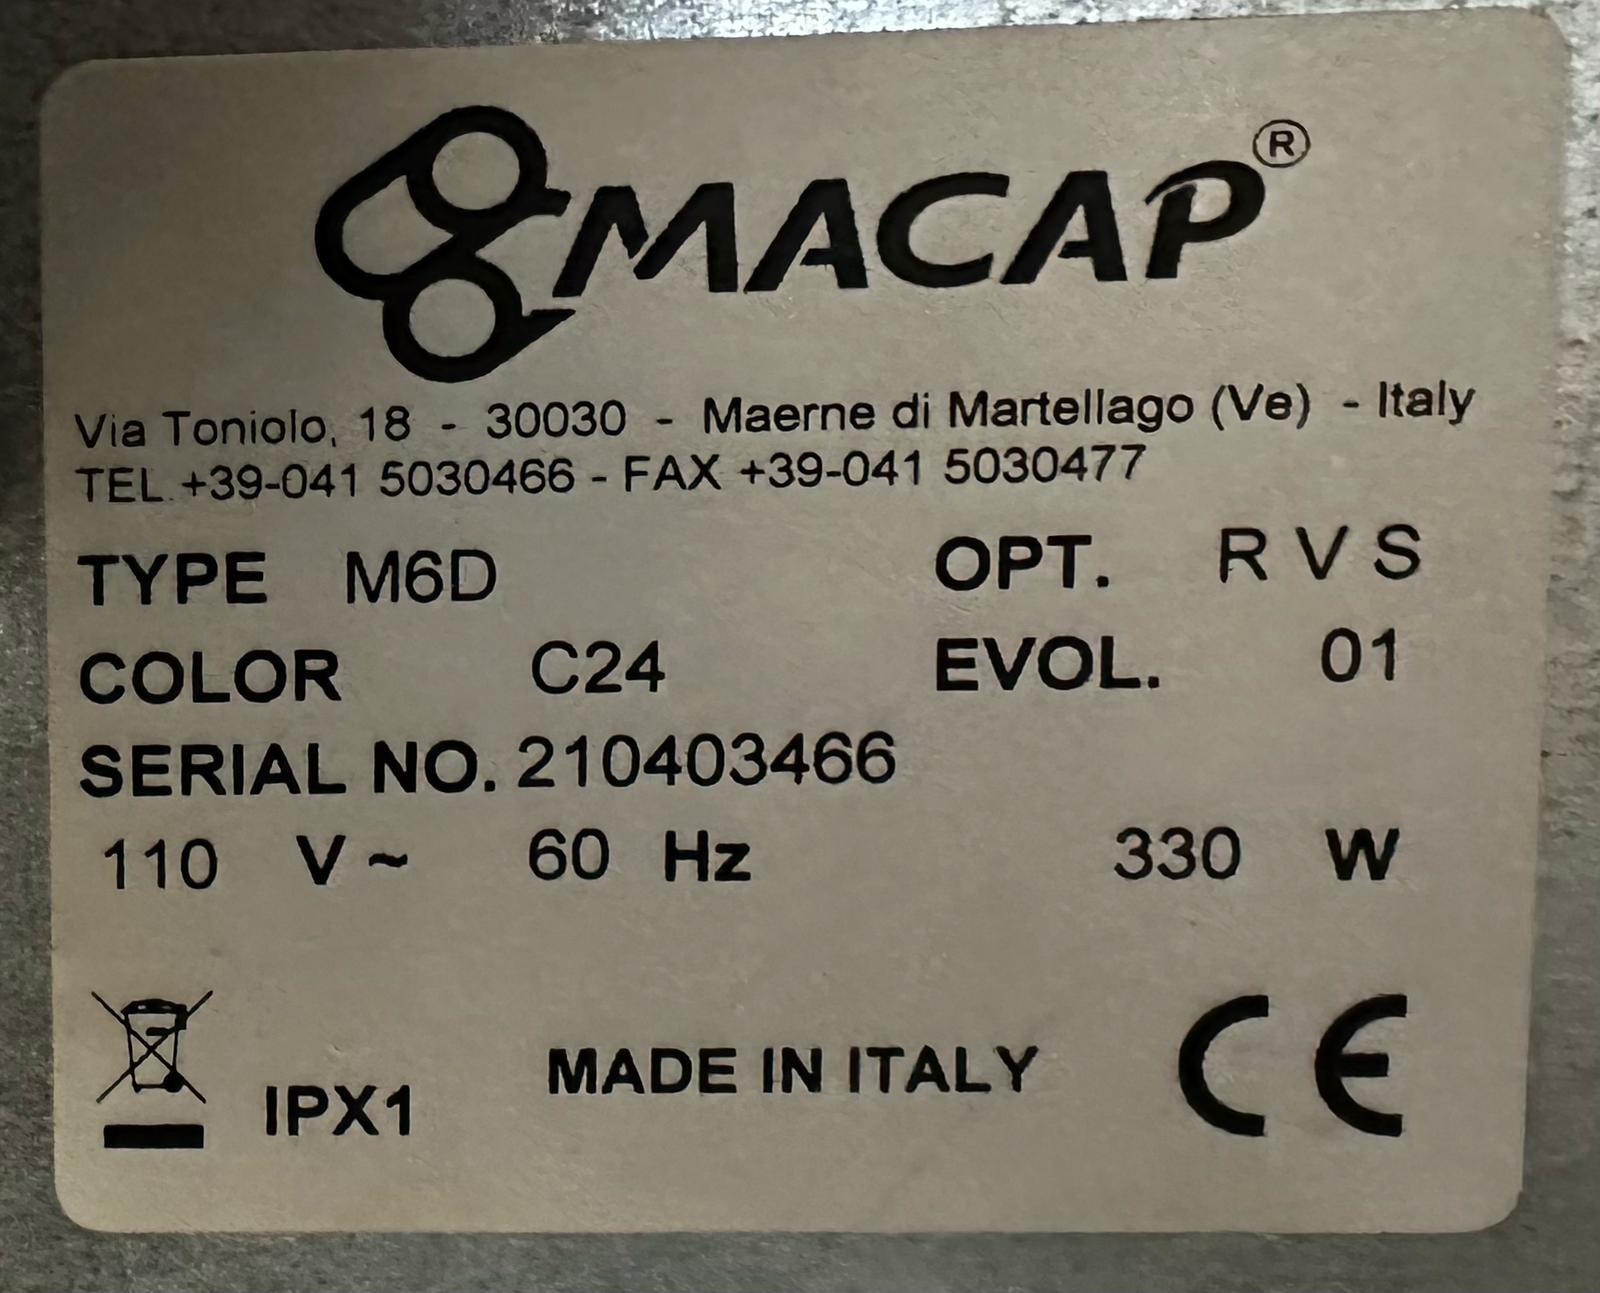 MACAP®
Via Toniolo, 18 - 30030 - Maerne di Martellago (Ve) - Italy
TEL. +39-041 5030466 - FAX +39-041 5030477
TYPE M6D OPT. R V S
COLOR C24 EVOL. 01
SERIAL NO. 210403466
110 V ~ 60 Hz 330 W
IPX1 MADE IN ITALY CE